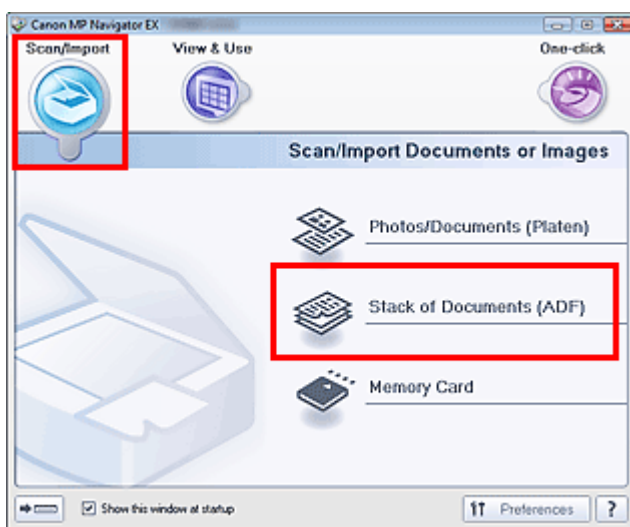 Canon MP Navigator EX
Scan/Import
View & Use
One-click
Scan/Import Documents or Images
Photos/Documents (Platen)
Stack of Documents (ADF)
Memory Card
Show this window at startup
Preferences
?